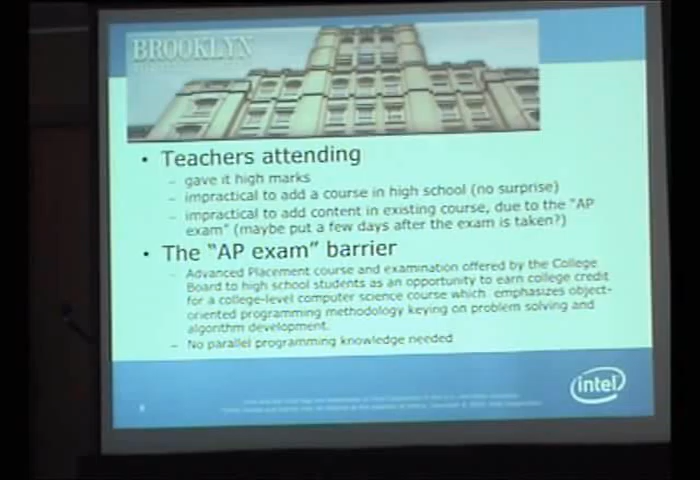 BROOKLYN
• Teachers attending
– gave it high marks
– impractical to add a course in high school (no surprise)
– impractical to add content in existing course, due to the "AP
exam" (maybe put a few days after the exam is taken?)
• The "AP exam" barrier
– Advanced Placement course and examination offered by the College
Board to high school students as an opportunity to earn college credit
for a college-level computer science course which emphasizes object-
oriented programming methodology keying on problem solving and
algorithm development.
– No parallel programming knowledge needed
intel